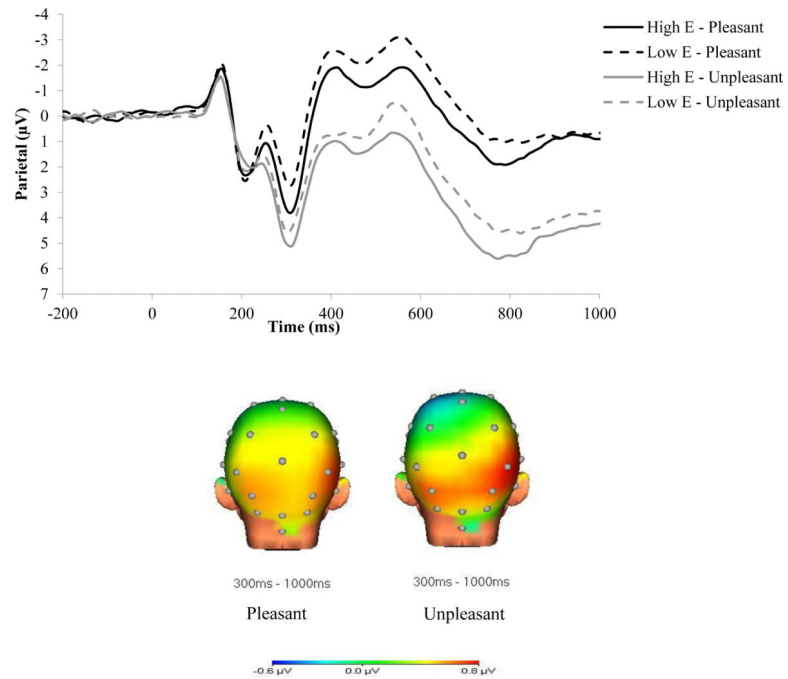 High E - Pleasant
Low E - Pleasant
High E - Unpleasant
Low E - Unpleasant
Parietal (µV)
-4
-3
-2
-1
0
1
2
3
4
5
6
7
-200
0
200
400
600
800
1000
Time (ms)
300ms - 1000ms
300ms - 1000ms
Pleasant
Unpleasant
-0.6 µV
0.0 µV
0.8 µV